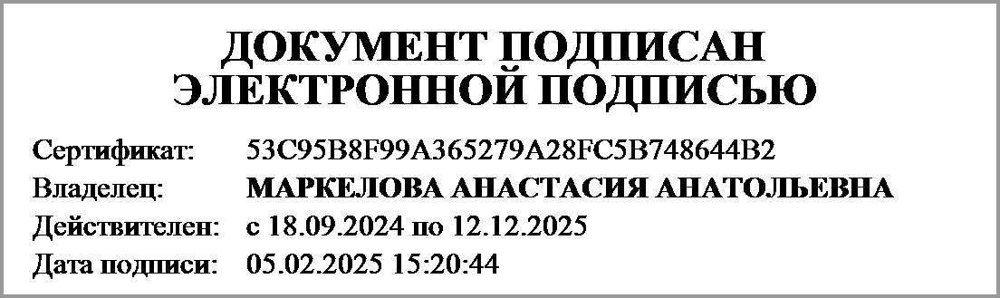 ДОКУМЕНТ ПОДПИСАН
ЭЛЕКТРОННОЙ ПОДПИСЬЮ
Сертификат: 53C95B8F99A365279A28FC5B748644B2
Владелец: МАРКЕЛОВА АНАСТАСИЯ АНАТОЛЬЕВНА
Действителен: с 18.09.2024 по 12.12.2025
Дата подписи: 05.02.2025 15:20:44